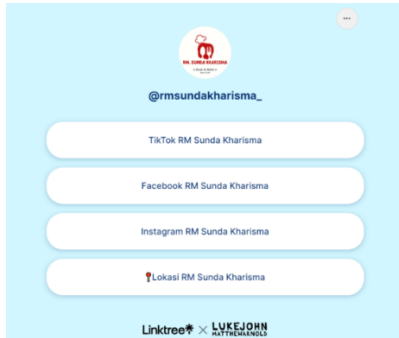 RM. SUNDA KHARISMA
@rmsundakharisma_
TikTok RM Sunda Kharisma
Facebook RM Sunda Kharisma
Instagram RM Sunda Kharisma
Lokasi RM Sunda Kharisma
Linktree × LUKEJOHN
MATTHEWARNOLD